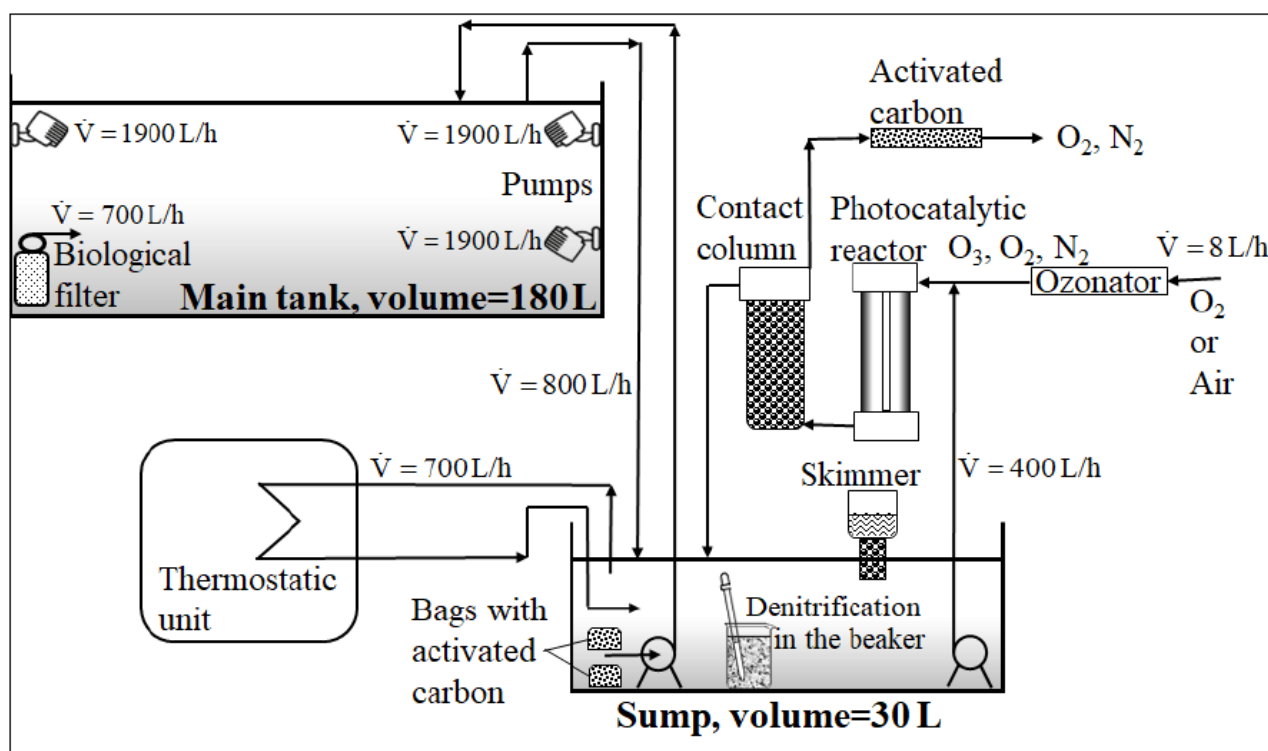 V̇ = 1900 L/h
V̇ = 1900 L/h
Pumps
V̇ = 700 L/h
Biological
filter
V̇ = 1900 L/h
Main tank, volume=180 L
Activated
carbon
O₂, N₂
Contact
column
Photocatalytic
reactor
O₃, O₂, N₂
V̇ = 8 L/h
Ozonator
O₂
or
Air
V̇ = 800 L/h
V̇ = 700 L/h
Thermostatic
unit
Skimmer
V̇ = 400 L/h
Bags with
activated
carbon
Denitrification
in the beaker
Sump, volume=30 L